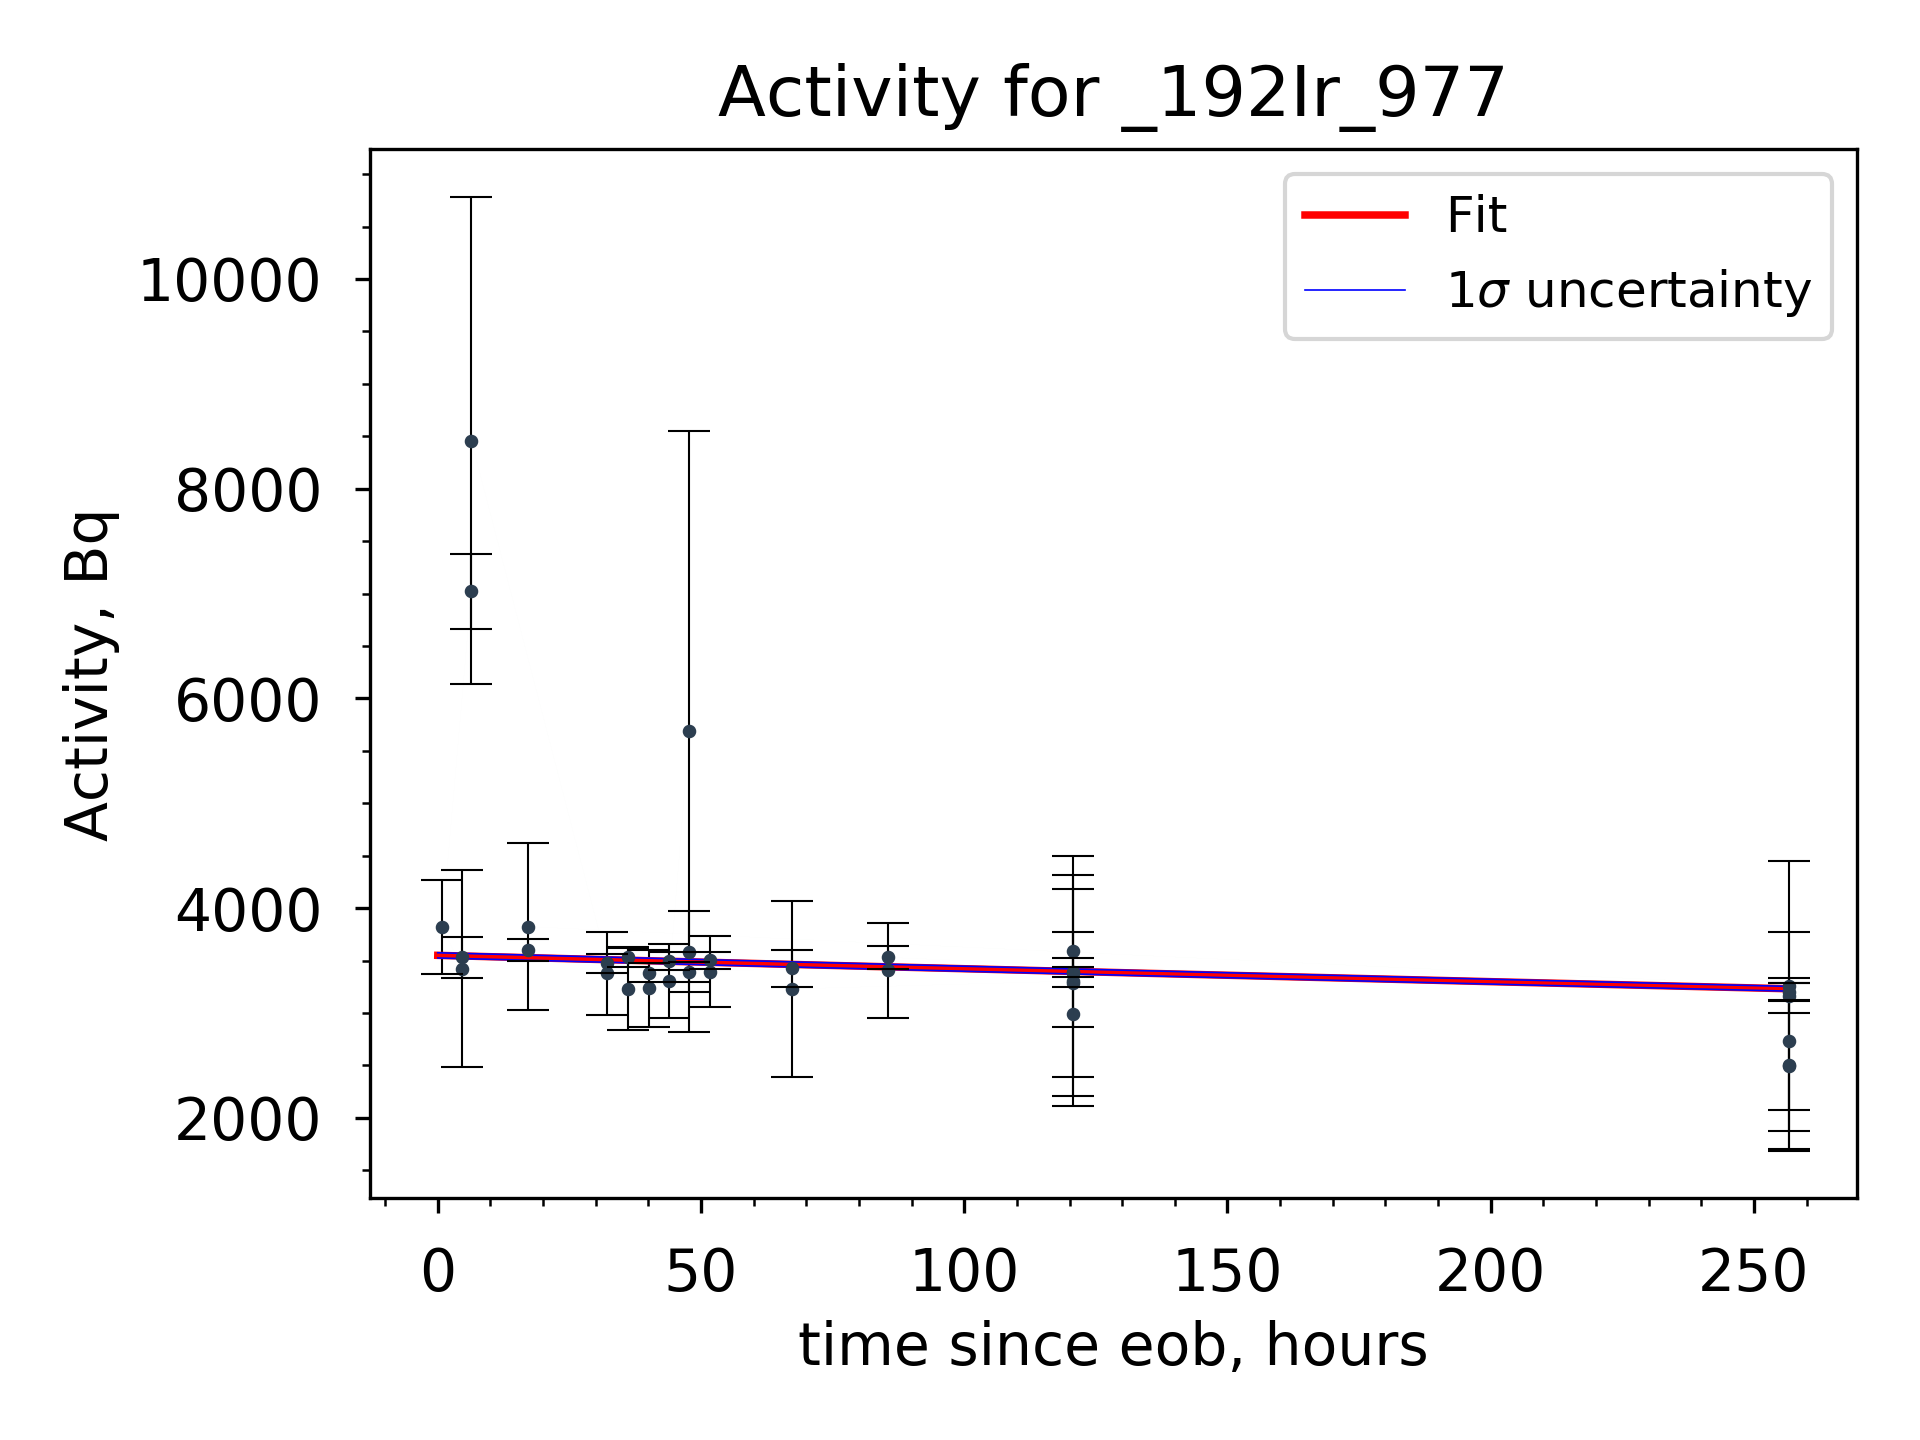 Activity for _192Ir_977
Fit
1σ uncertainty
10000
8000
6000
4000
2000
Activity, Bq
0 50 100 150 200 250
time since eob, hours